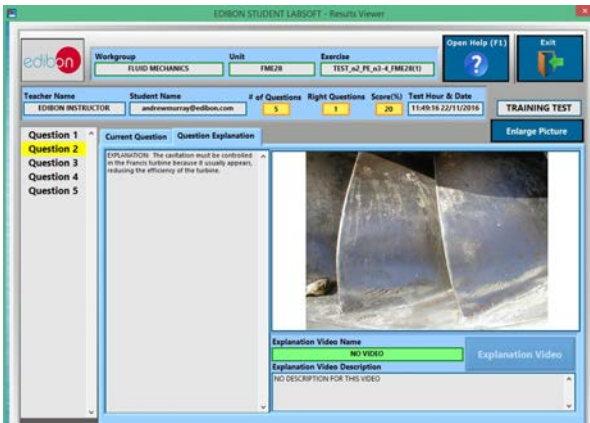 EDIBON STUDENT LABSOFT - Results Viewer
edibon
Workgroup
FLUID MECHANICS
Unit
FME28
Exercise
TEST_n2_PE_n3-4_FME28(1)
Open Help (F1)
?
Exit
Teacher Name
EDIBON INSTRUCTOR
Student Name
andrewmurray@edibon.com
# of Questions
5
Right Questions
1
Score(%)
20
Test Hour & Date
11:49:16 22/11/2016
TRAINING TEST
Enlarge Picture
Question 1
Question 2
Question 3
Question 4
Question 5
Current Question
Question Explanation
EXPLANATION: The cavitation must be controlled
in the Francis turbine because it usually appears,
reducing the efficiency of the turbine.
Explanation Video Name
NO VIDEO
Explanation Video
Explanation Video Description
NO DESCRIPTION FOR THIS VIDEO